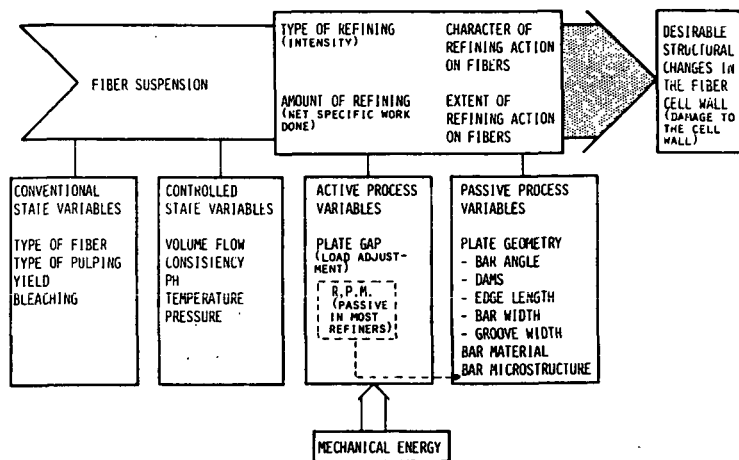 TYPE OF REFINING
(INTENSITY)
CHARACTER OF
REFINING ACTION
ON FIBERS
FIBER SUSPENSION
AMOUNT OF REFINING
(NET SPECIFIC WORK
DONE)
EXTENT OF
REFINING ACTION
ON FIBERS
DESIRABLE
STRUCTURAL
CHANGES IN
THE FIBER
CELL WALL
(DAMAGE TO
THE CELL
WALL)
CONVENTIONAL
STATE VARIABLES
TYPE OF FIBER
TYPE OF PULPING
YIELD
BLEACHING
CONTROLLED
STATE VARIABLES
VOLUME FLOW
CONSISIENCY
PH
TEMPERATURE
PRESSURE
ACTIVE PROCESS
VARIABLES
PLATE GAP
(LOAD ADJUST-
MENT)
R.P.M.
(PASSIVE
IN MOST
REFINERS)
PASSIVE PROCESS
VARIABLES
PLATE GEOMETRY
- BAR ANGLE
- DAMS
- EDGE LENGTH
- BAR WIDTH
- GROOVE WIDTH
BAR MATERIAL
BAR MICROSTRUCTURE
MECHANICAL ENERGY